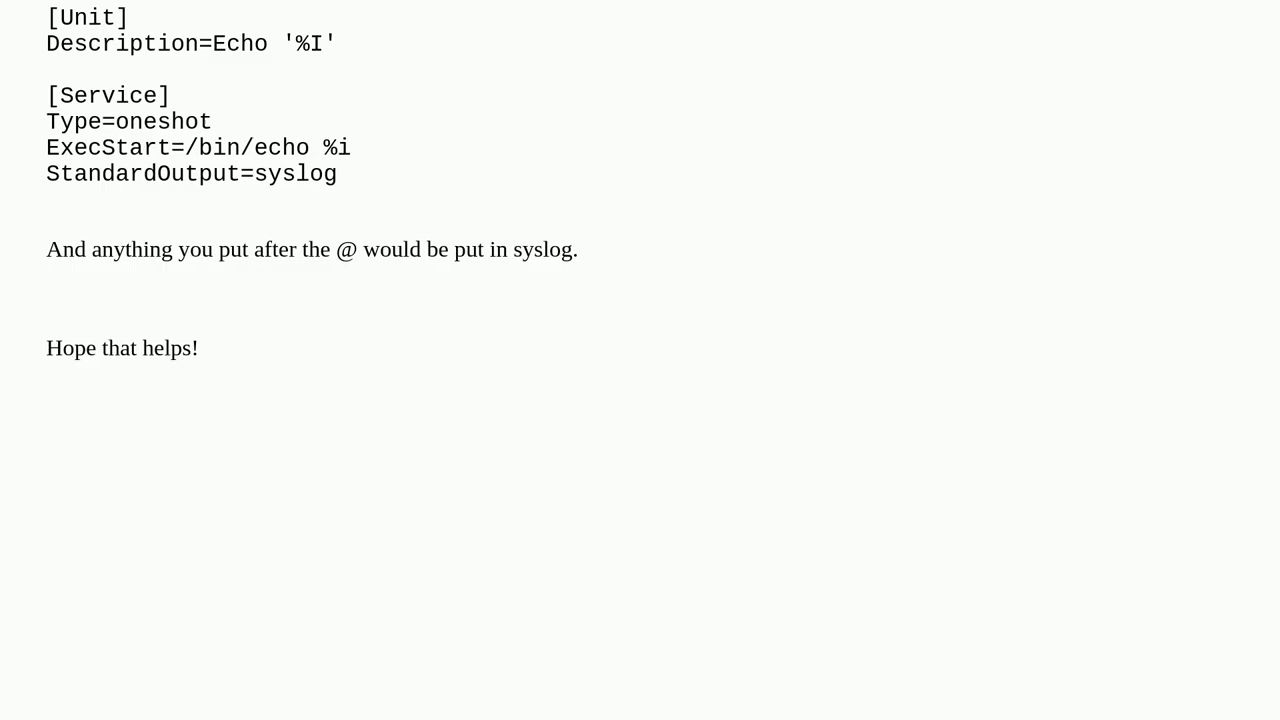 [Unit]
Description=Echo '%I'
[Service]
Type=oneshot
ExecStart=/bin/echo %i
StandardOutput=syslog
And anything you put after the @ would be put in syslog.
Hope that helps!